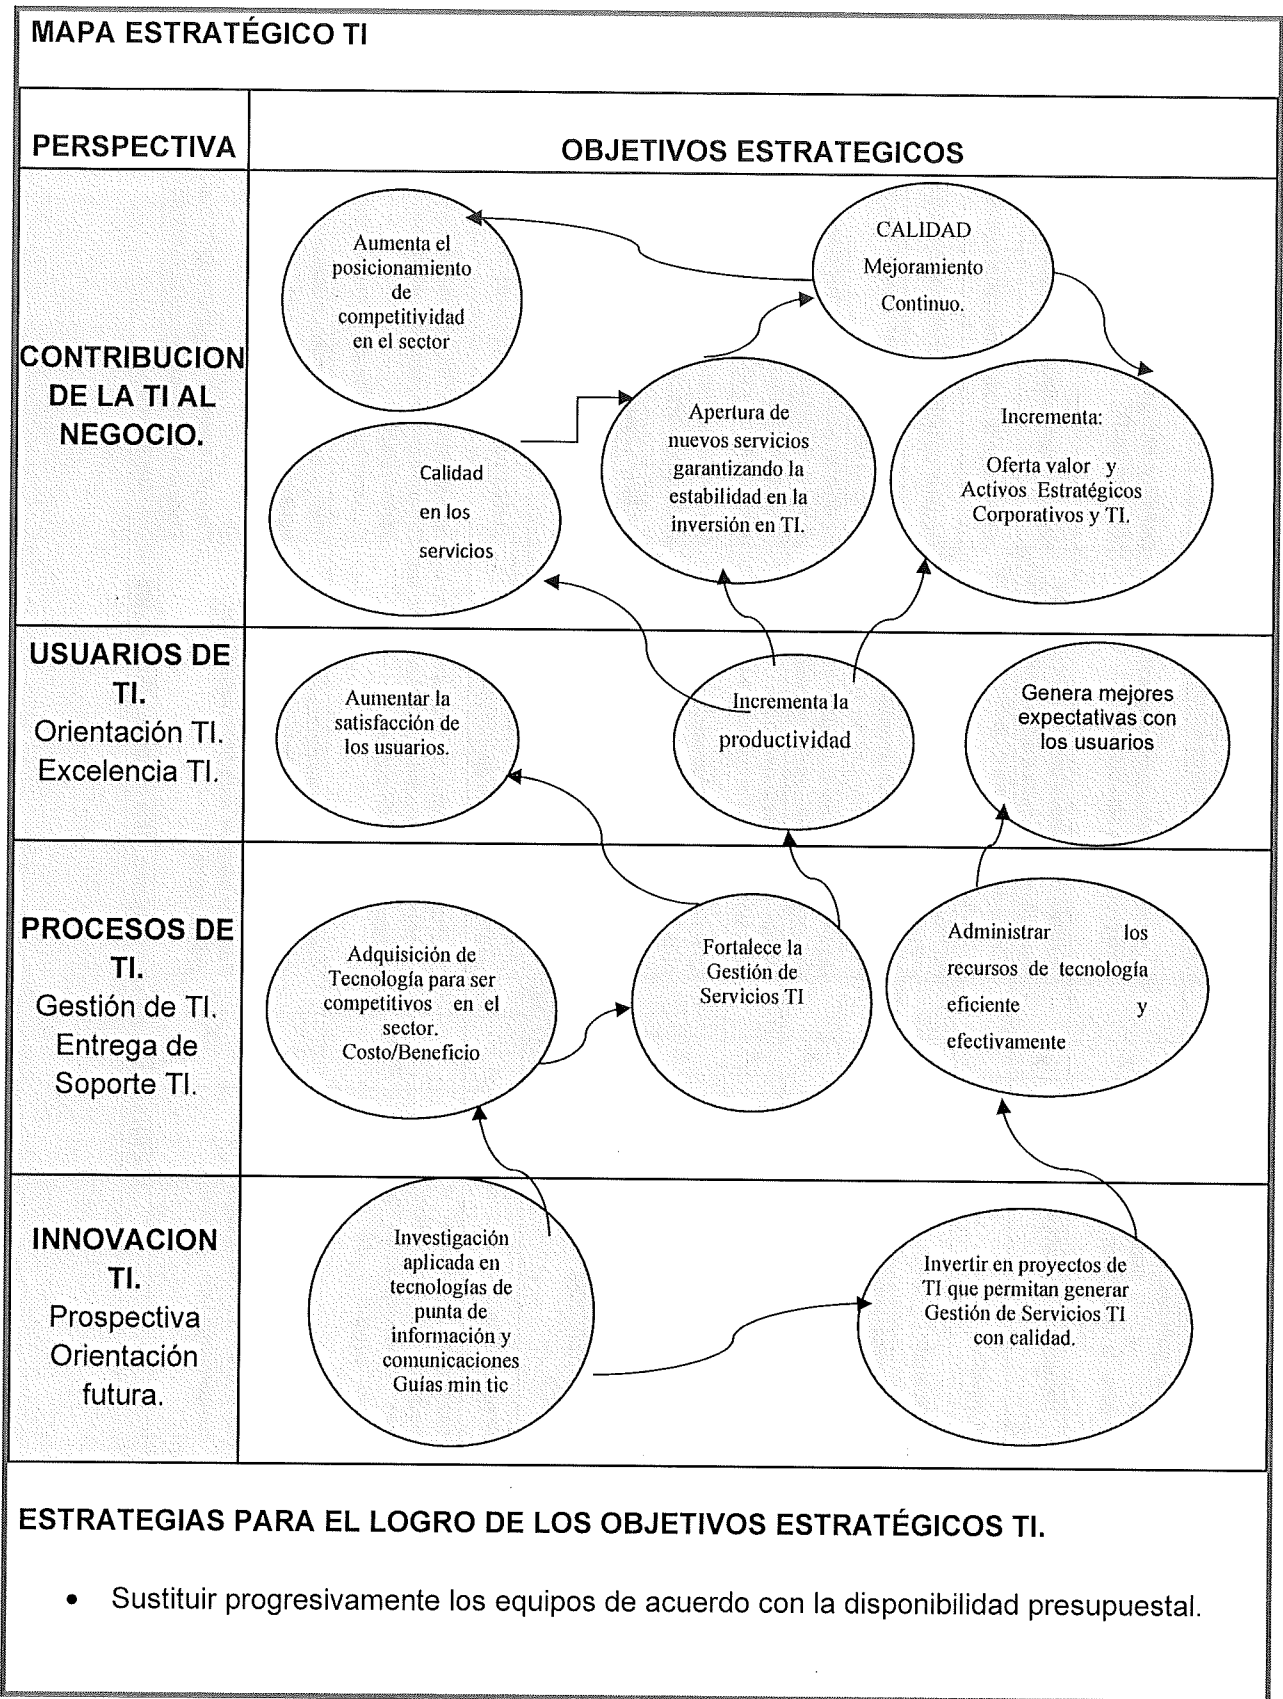 MAPA ESTRATÉGICO TI
PERSPECTIVA
OBJETIVOS ESTRATEGICOS
CONTRIBUCION
DE LA TI AL
NEGOCIO.
Aumenta el
posicionamiento
de
competitividad
en el sector
CALIDAD
Mejoramiento
Continuo.
Calidad
en los
servicios
Apertura de
nuevos servicios
garantizando la
estabilidad en la
inversión en TI.
Incrementa:
Oferta valor y
Activos Estratégicos
Corporativos y TI.
USUARIOS DE
TI.
Orientación TI.
Excelencia TI.
Aumentar la
satisfacción de
los usuarios.
Incrementa la
productividad
Genera mejores
expectativas con
los usuarios
PROCESOS DE
TI.
Gestión de TI.
Entrega de
Soporte TI.
Adquisición de
Tecnología para ser
competitivos en el
sector.
Costo/Beneficio
Fortalece la
Gestión de
Servicios TI
Administrar los
recursos de tecnología
eficiente y
efectivamente
INNOVACION
TI.
Prospectiva
Orientación
futura.
Investigación
aplicada en
tecnologías de
punta de
información y
comunicaciones
Guías min tic
Invertir en proyectos de
TI que permitan generar
Gestión de Servicios TI
con calidad.
ESTRATEGIAS PARA EL LOGRO DE LOS OBJETIVOS ESTRATÉGICOS TI.
• Sustituir progresivamente los equipos de acuerdo con la disponibilidad presupuestal.